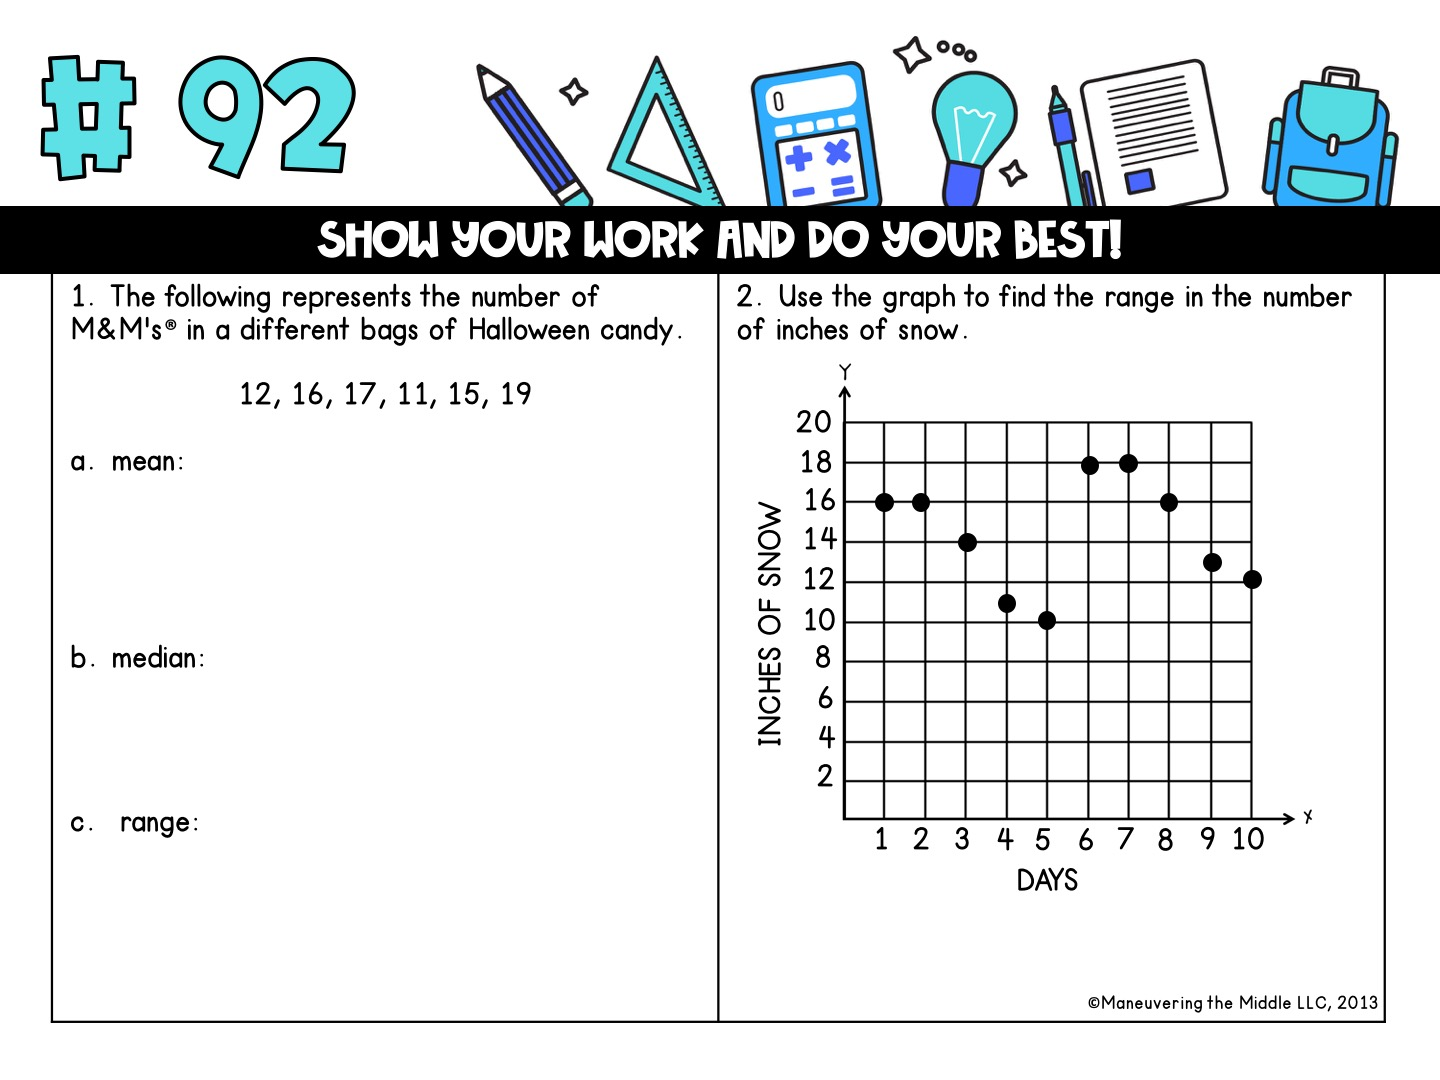 # 92
SHOW YOUR WORK AND DO YOUR BEST!
1. The following represents the number of
M&M's® in a different bags of Halloween candy.
12, 16, 17, 11, 15, 19
a. mean:
b. median:
c. range:
2. Use the graph to find the range in the number
of inches of snow.
Y
20
18
16
14
12
10
8
6
4
2
INCHES OF SNOW
1 2 3 4 5 6 7 8 9 10
x
DAYS
©Maneuvering the Middle LLC, 2013
0